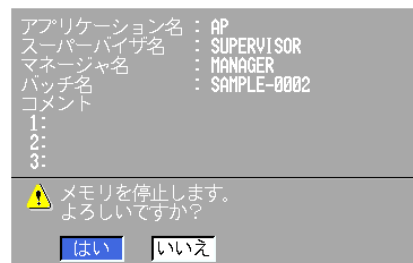 アプリケーション名 : AP
スーパーバイザ名 : SUPERVISOR
マネージャ名 : MANAGER
バッチ名 : SAMPLE-0002
コメント
1:
2:
3:
メモリを停止します。
よろしいですか?
はい いいえ